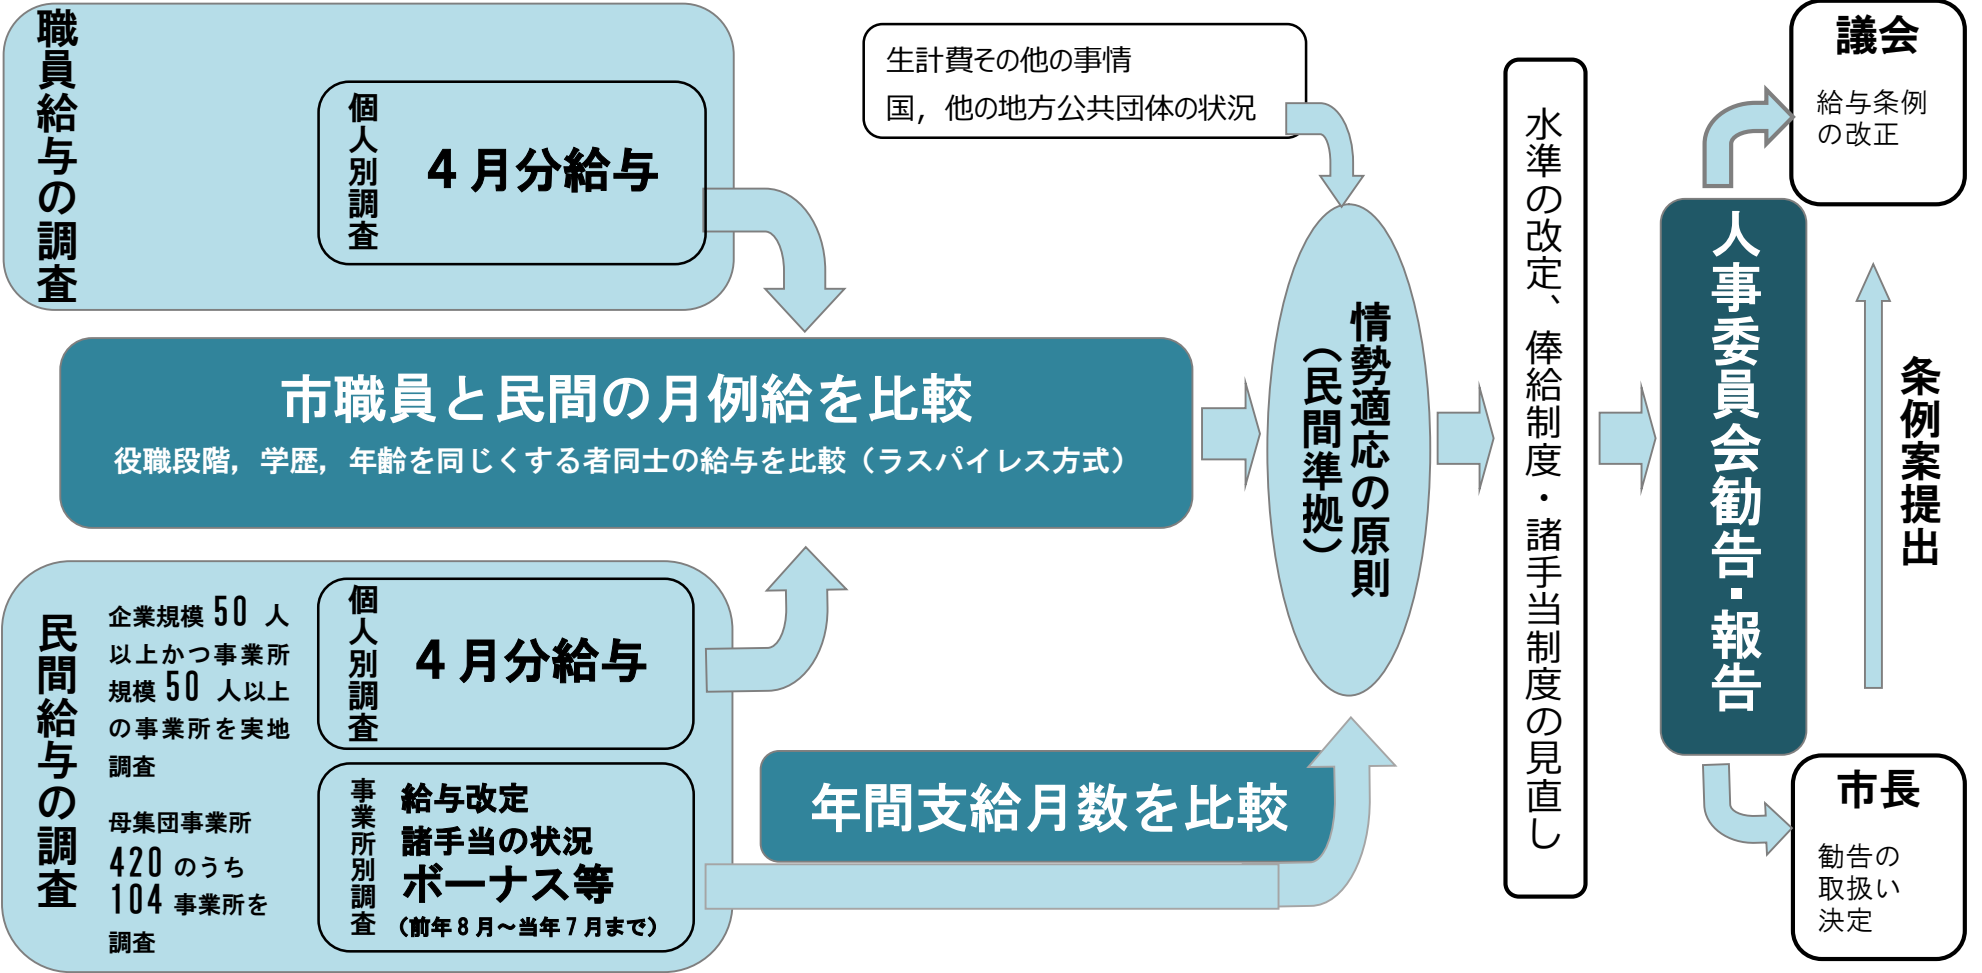 職員給与の調査
個人別調査
４月分給与
市職員と民間の月例給を比較
役職段階，学歴，年齢を同じくする者同士の給与を比較（ラスパイレス方式）
民間給与の調査
企業規模50 人
以上かつ事業所
規模50 人以上
の事業所を実地
調査
母集団事業所
420のうち
104事業所を
調査
個人別調査
４月分給与
事業所別調査
給与改定
諸手当の状況
ボーナス等
（前年８月～当年７月まで）
年間支給月数を比較
生計費その他の事情
国，他の地方公共団体の状況
情勢適応の原則
（民間準拠）
水準の改定、俸給制度・諸手当制度の見直し
人事委員会勧告・報告
議会
給与条例
の改正
条例案提出
市長
勧告の
取扱い
決定